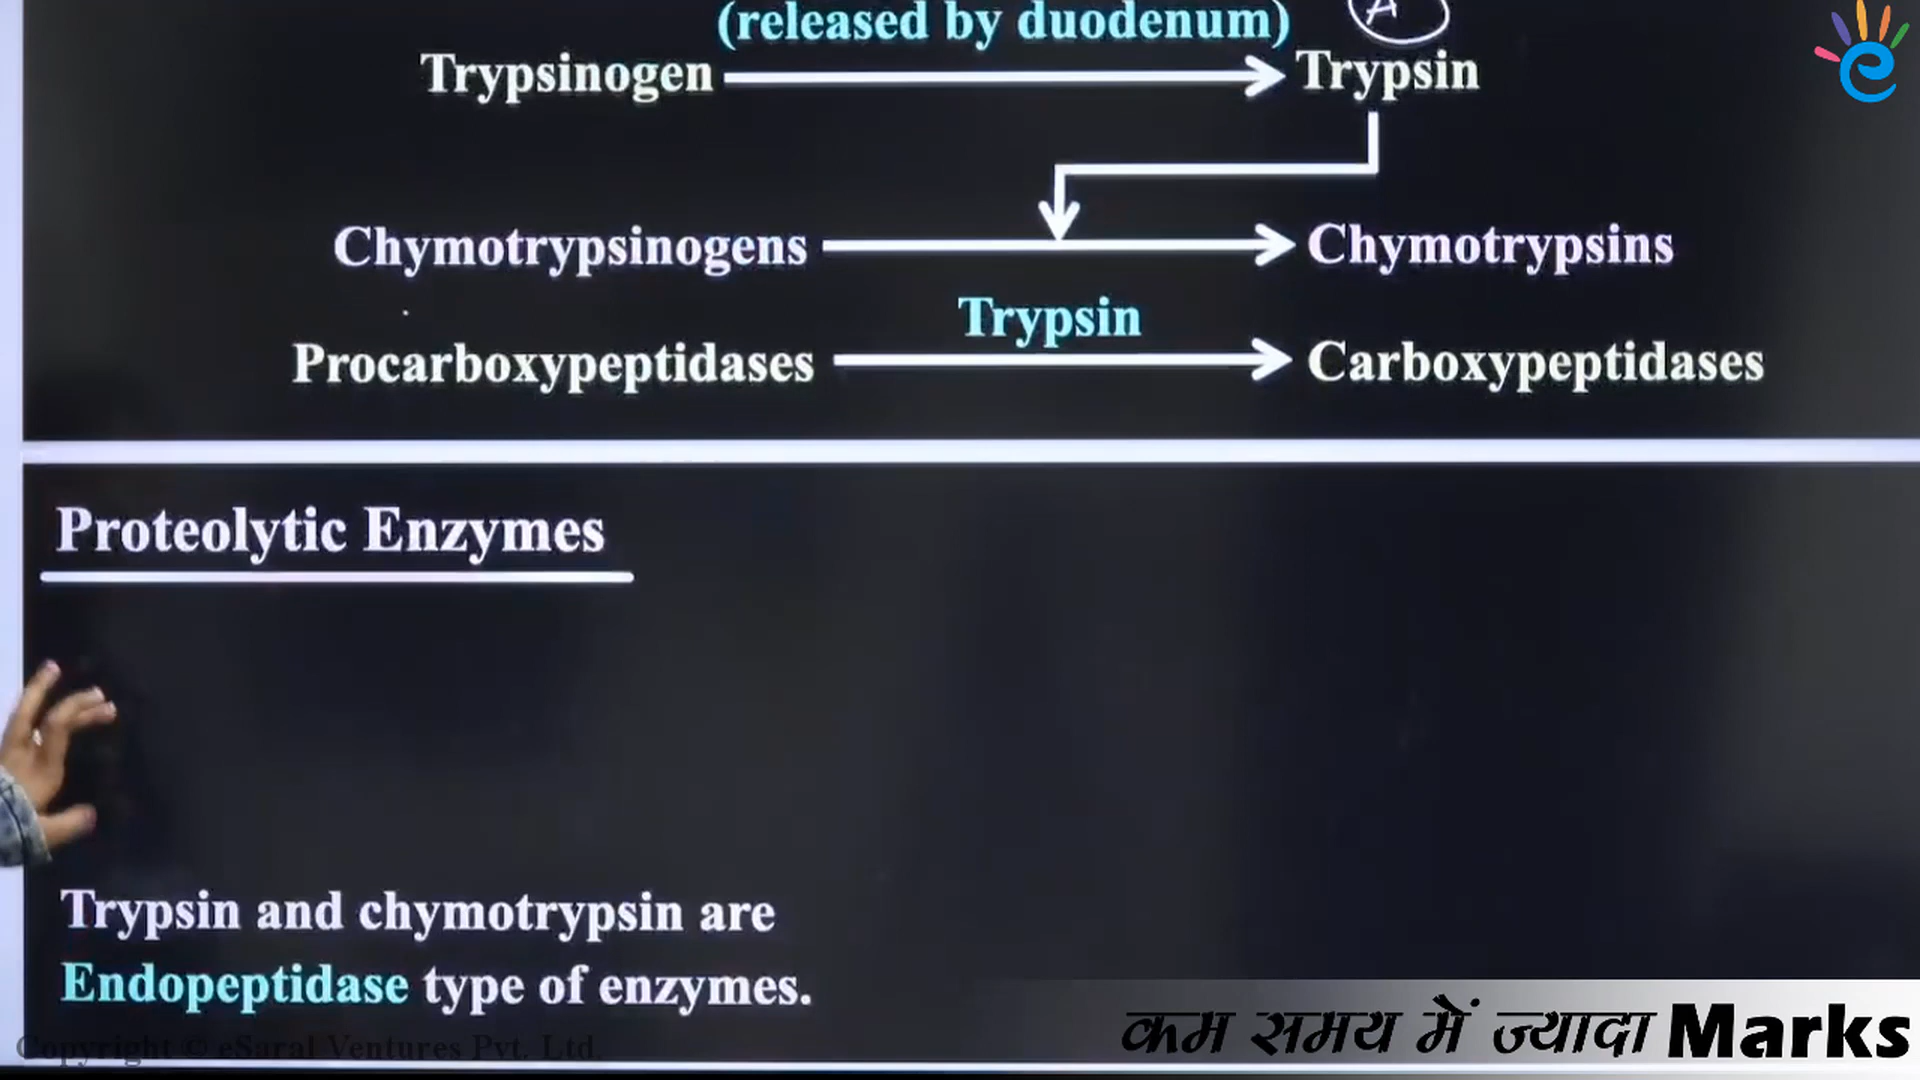 (released by duodenum)
A
Trypsinogen Trypsin
Chymotrypsinogens Chymotrypsins
Trypsin
Procarboxypeptidases Carboxypeptidases
Proteolytic Enzymes
Trypsin and chymotrypsin are
Endopeptidase type of enzymes.
कम समय में ज्यादा Marks
Copyright © eSaral Ventures Pvt. Ltd.